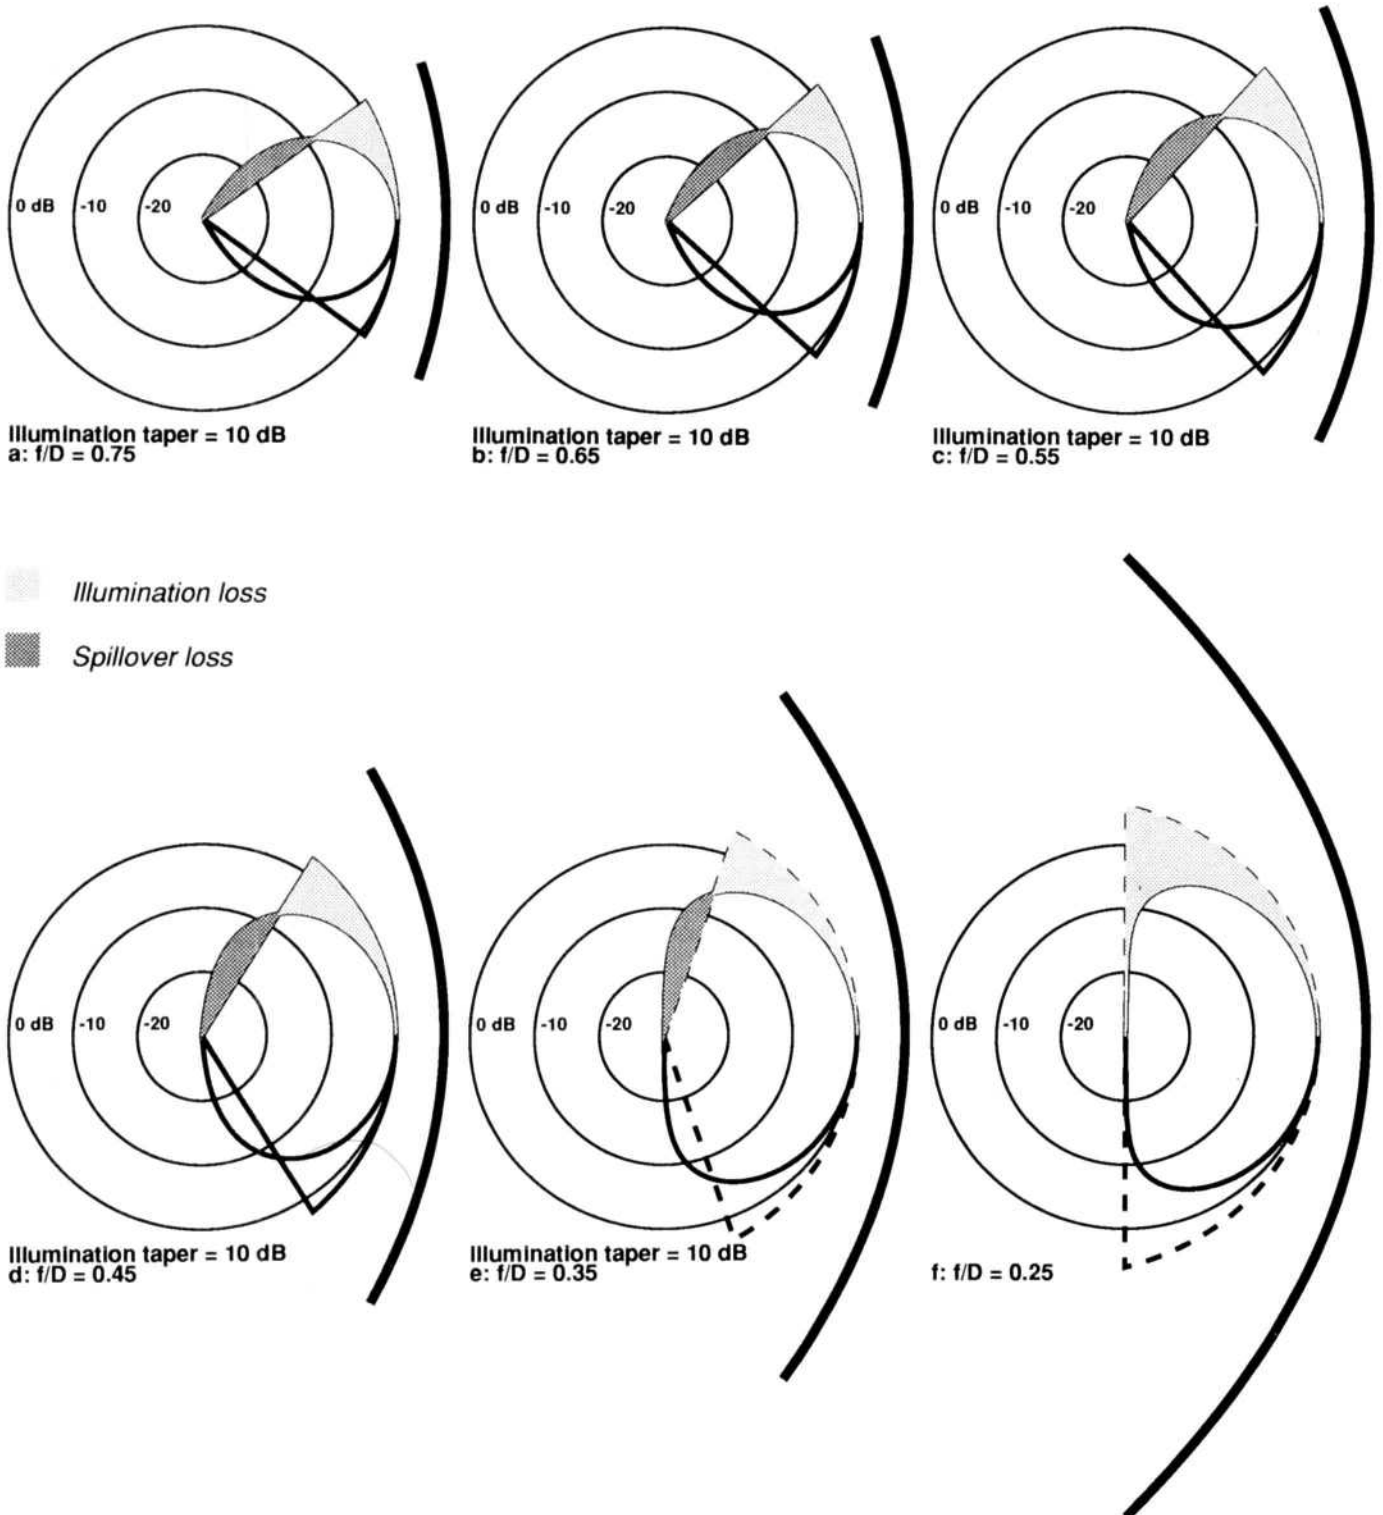 0 dB -10 -20
0 dB -10 -20
0 dB -10 -20
Illumination taper = 10 dB
a: f/D = 0.75
Illumination taper = 10 dB
b: f/D = 0.65
Illumination taper = 10 dB
c: f/D = 0.55
Illumination loss
Spillover loss
0 dB -10 -20
0 dB -10 -20
0 dB -10 -20
Illumination taper = 10 dB
d: f/D = 0.45
Illumination taper = 10 dB
e: f/D = 0.35
f: f/D = 0.25